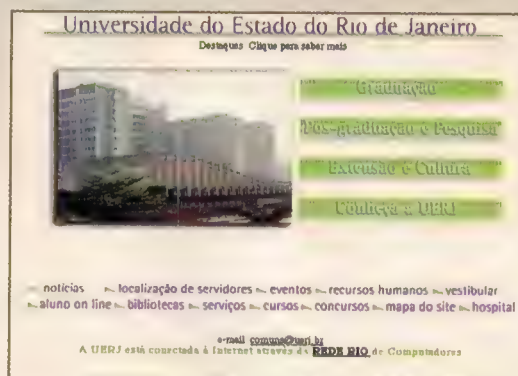 Universidade do Estado do Rio de Janeiro
Destaques Clique para saber mais
Graduação
Pós-graduação e Pesquisa
Extensão e Cultura
Conheça a UERJ
notícias localização de servidores eventos recursos humanos vestibular
aluno on line bibliotecas serviços cursos concursos mapa do site hospital
e-mail comuns@uerj.br
A UERJ está conectada à Internet através da REDE RIO de Computadores